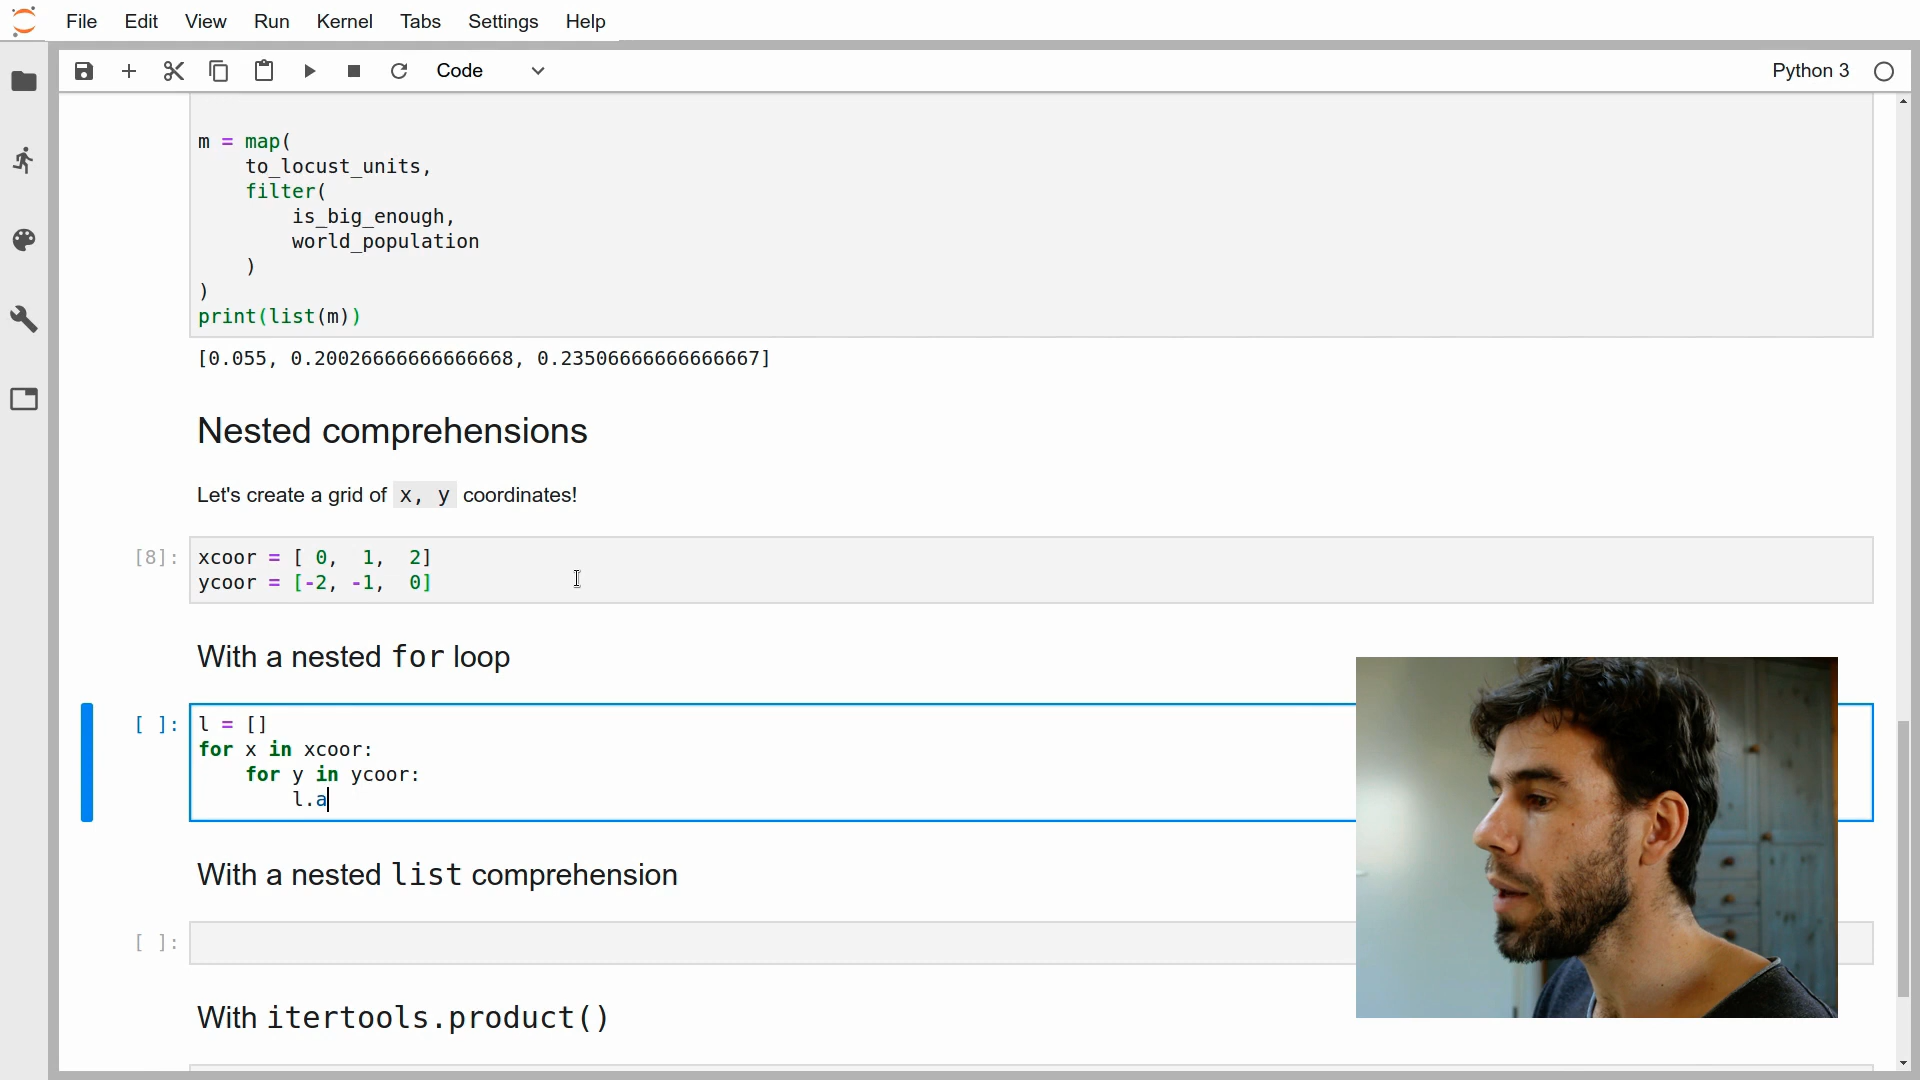 File Edit View Run Kernel Tabs Settings Help
Code
Python 3
m = map(
to_locust_units,
filter(
is_big_enough,
world_population
)
)
print(list(m))
[0.055, 0.20026666666666668, 0.23506666666666667]
Nested comprehensions
Let's create a grid of x, y coordinates!
[8]: xcoor = [ 0, 1, 2]
ycoor = [-2, -1, 0]
With a nested for loop
[ ]: l = []
for x in xcoor:
for y in ycoor:
l.a
With a nested list comprehension
[ ]:
With itertools.product()